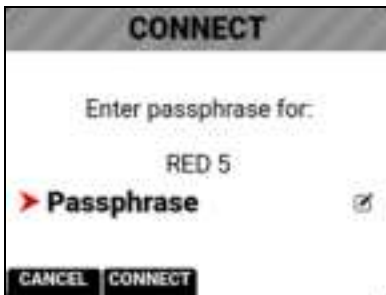 CONNECT
Enter passphrase for:
RED 5
Passphrase
CANCEL CONNECT